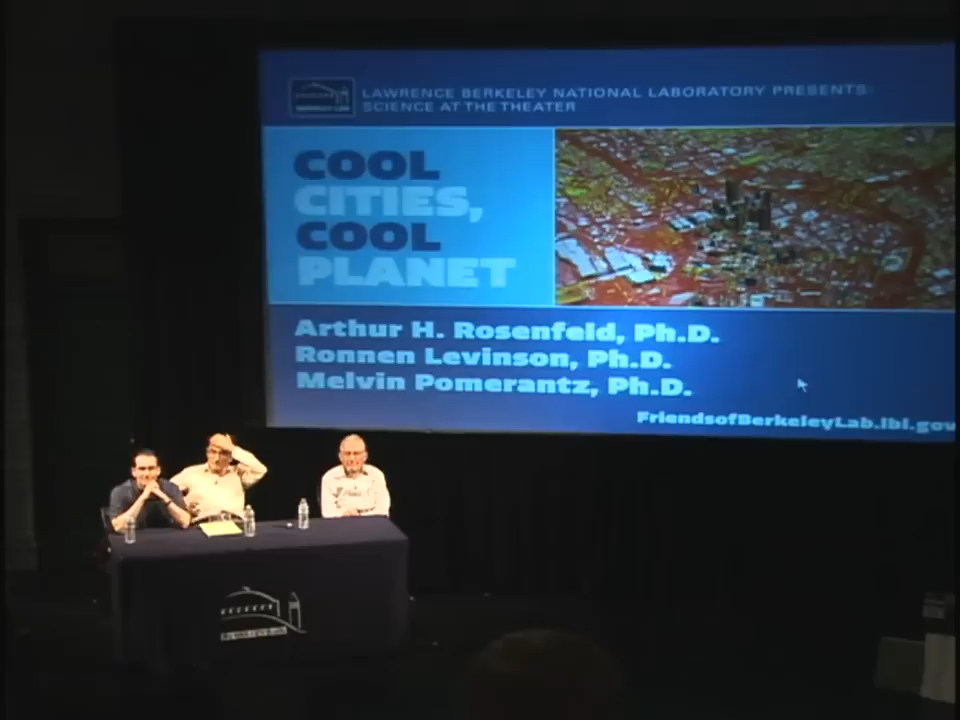 LAWRENCE BERKELEY NATIONAL LABORATORY PRESENTS:
SCIENCE AT THE THEATER
COOL
CITIES,
COOL
PLANET
Arthur H. Rosenfeld, Ph.D.
Ronnen Levinson, Ph.D.
Melvin Pomerantz, Ph.D.
FriendsofBerkeleyLab.lbl.gov